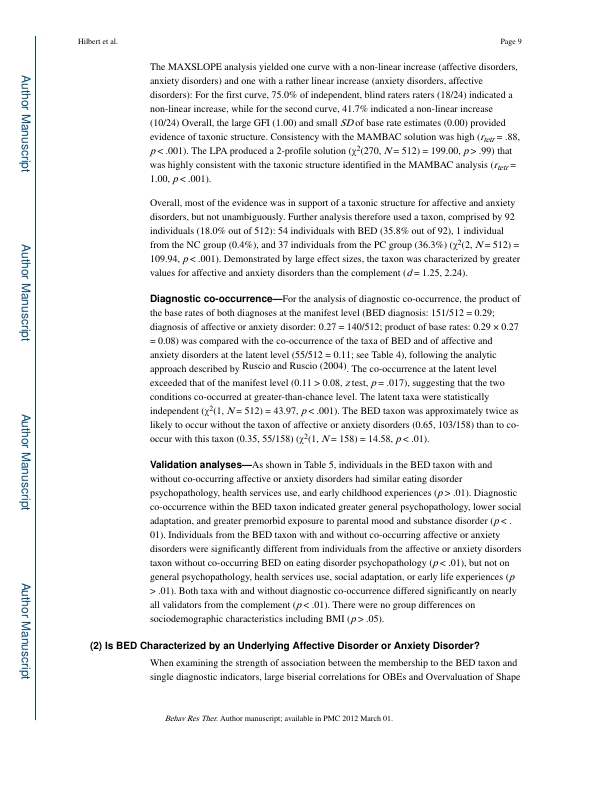 Hilbert et al.
Page 9
The MAXSLOPE analysis yielded one curve with a non-linear increase (affective disorders,
anxiety disorders) and one with a rather linear increase (anxiety disorders, affective
disorders): For the first curve, 75.0% of independent, blind raters raters (18/24) indicated a
non-linear increase, while for the second curve, 41.7% indicated a non-linear increase
(10/24) Overall, the large GFI (1.00) and small SD of base rate estimates (0.00) provided
evidence of taxonic structure. Consistency with the MAMBAC solution was high (rtetr = .88,
p < .001). The LPA produced a 2-profile solution (χ2(270, N = 512) = 199.00, p > .99) that
was highly consistent with the taxonic structure identified in the MAMBAC analysis (rtetr =
1.00, p < .001).
Overall, most of the evidence was in support of a taxonic structure for affective and anxiety
disorders, but not unambiguously. Further analysis therefore used a taxon, comprised by 92
individuals (18.0% out of 512): 54 individuals with BED (35.8% out of 92), 1 individual
from the NC group (0.4%), and 37 individuals from the PC group (36.3%) (χ2(2, N = 512) =
109.94, p < .001). Demonstrated by large effect sizes, the taxon was characterized by greater
values for affective and anxiety disorders than the complement (d = 1.25, 2.24).
Diagnostic co-occurrence—For the analysis of diagnostic co-occurrence, the product of
the base rates of both diagnoses at the manifest level (BED diagnosis: 151/512 = 0.29;
diagnosis of affective or anxiety disorder: 0.27 = 140/512; product of base rates: 0.29 × 0.27
= 0.08) was compared with the co-occurrence of the taxa of BED and of affective and
anxiety disorders at the latent level (55/512 = 0.11; see Table 4), following the analytic
approach described by Ruscio and Ruscio (2004). The co-occurrence at the latent level
exceeded that of the manifest level (0.11 > 0.08, z test, p = .017), suggesting that the two
conditions co-occurred at greater-than-chance level. The latent taxa were statistically
independent (χ2(1, N = 512) = 43.97, p < .001). The BED taxon was approximately twice as
likely to occur without the taxon of affective or anxiety disorders (0.65, 103/158) than to co-
occur with this taxon (0.35, 55/158) (χ2(1, N = 158) = 14.58, p < .01).
Validation analyses—As shown in Table 5, individuals in the BED taxon with and
without co-occurring affective or anxiety disorders had similar eating disorder
psychopathology, health services use, and early childhood experiences (p > .01). Diagnostic
co-occurrence within the BED taxon indicated greater general psychopathology, lower social
adaptation, and greater premorbid exposure to parental mood and substance disorder (p < .
01). Individuals from the BED taxon with and without co-occurring affective or anxiety
disorders were significantly different from individuals from the affective or anxiety disorders
taxon without co-occurring BED on eating disorder psychopathology (p < .01), but not on
general psychopathology, health services use, social adaptation, or early life experiences (p
> .01). Both taxa with and without diagnostic co-occurrence differed significantly on nearly
all validators from the complement (p < .01). There were no group differences on
sociodemographic characteristics including BMI (p > .05).
(2) Is BED Characterized by an Underlying Affective Disorder or Anxiety Disorder?
When examining the strength of association between the membership to the BED taxon and
single diagnostic indicators, large biserial correlations for OBEs and Overvaluation of Shape
Behav Res Ther. Author manuscript; available in PMC 2012 March 01.
Author Manuscript
Author Manuscript
Author Manuscript
Author Manuscript